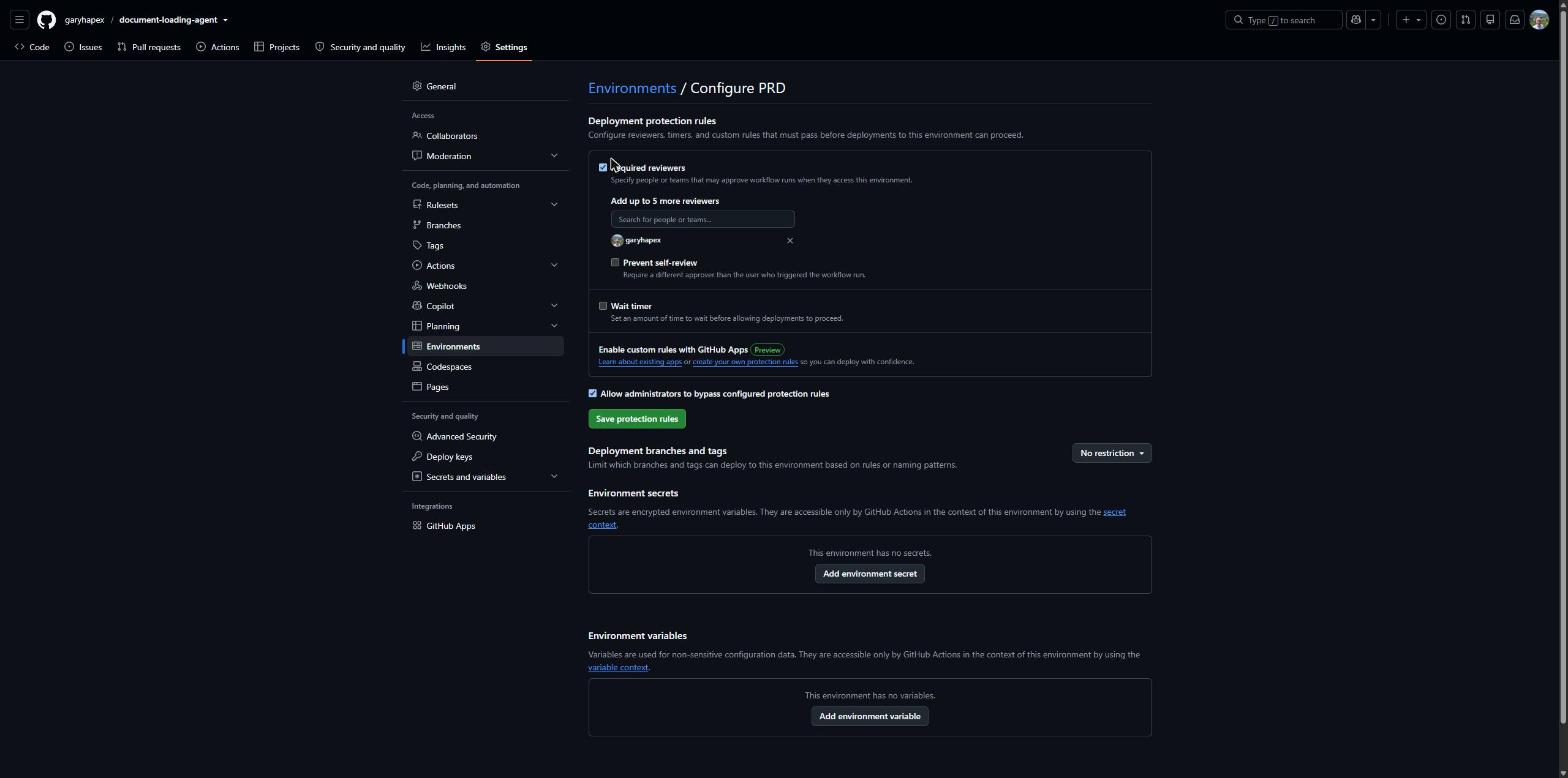 garyhapex / document-loading-agent
Type / to search
Code
Issues
Pull requests
Actions
Projects
Security and quality
Insights
Settings
General
Access
Collaborators
Moderation
Code, planning, and automation
Rulesets
Branches
Tags
Actions
Webhooks
Copilot
Planning
Environments
Codespaces
Pages
Security and quality
Advanced Security
Deploy keys
Secrets and variables
Integrations
GitHub Apps
Environments / Configure PRD
Deployment protection rules
Configure reviewers, timers, and custom rules that must pass before deployments to this environment can proceed.
Required reviewers
Specify people or teams that may approve workflow runs when they access this environment.
Add up to 5 more reviewers
Search for people or teams...
garyhapex
Prevent self-review
Require a different approver than the user who triggered the workflow run.
Wait timer
Set an amount of time to wait before allowing deployments to proceed.
Enable custom rules with GitHub Apps Preview
Learn about existing apps or create your own protection rules so you can deploy with confidence.
Allow administrators to bypass configured protection rules
Save protection rules
Deployment branches and tags
Limit which branches and tags can deploy to this environment based on rules or naming patterns.
No restriction
Environment secrets
Secrets are encrypted environment variables. They are accessible only by GitHub Actions in the context of this environment by using the secret
context.
This environment has no secrets.
Add environment secret
Environment variables
Variables are used for non-sensitive configuration data. They are accessible only by GitHub Actions in the context of this environment by using the
variable context.
This environment has no variables.
Add environment variable